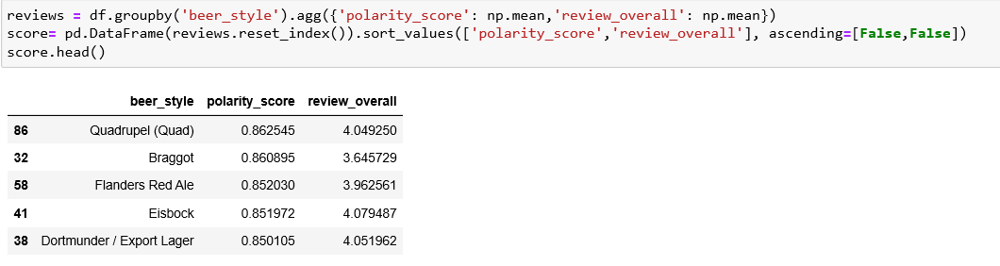 reviews = df.groupby('beer_style').agg({'polarity_score': np.mean,'review_overall': np.mean})
score= pd.DataFrame(reviews.reset_index()).sort_values(['polarity_score','review_overall'], ascending=[False,False])
score.head()
beer_style polarity_score review_overall
86 Quadrupel (Quad) 0.862545 4.049250
32 Braggot 0.860895 3.645729
58 Flanders Red Ale 0.852030 3.962561
41 Eisbock 0.851972 4.079487
38 Dortmunder / Export Lager 0.850105 4.051962